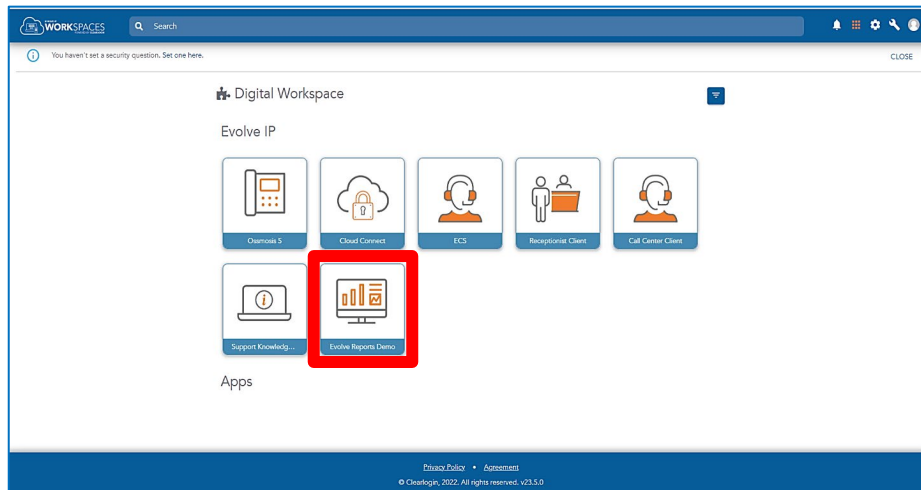 WORKSPACES
Search
You haven't set a security question. Set one here.
CLOSE
Digital Workspace
Evolve IP
Ossmosis 5
Cloud Connect
ECS
Receptionist Client
Call Center Client
Support Knowledg...
Evolve Reports Demo
Apps
Privacy Policy • Agreement
© Clearlogin, 2022. All rights reserved. v23.5.0